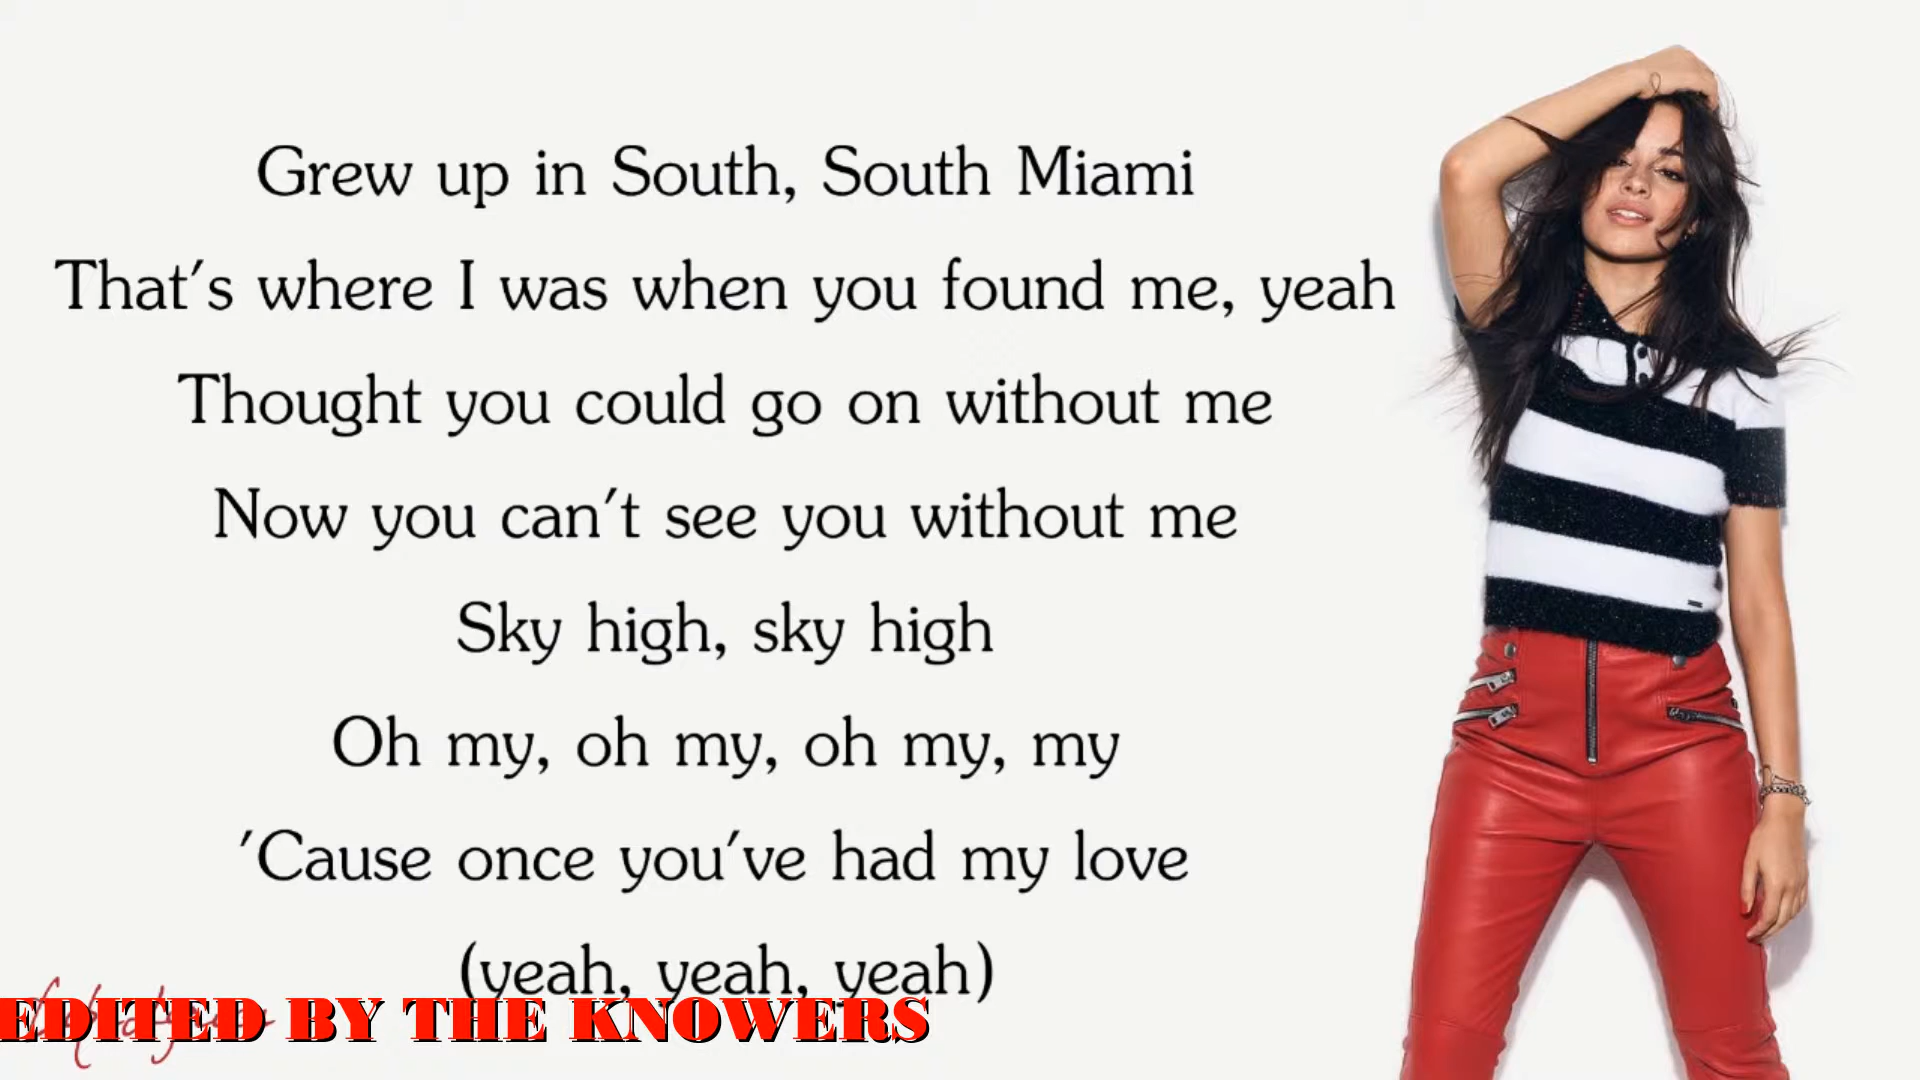 Grew up in South, South Miami
That's where I was when you found me, yeah
Thought you could go on without me
Now you can't see you without me
Sky high, sky high
Oh my, oh my, oh my, my
'Cause once you've had my love
(yeah, yeah, yeah)
EDITED BY THE KNOWERS